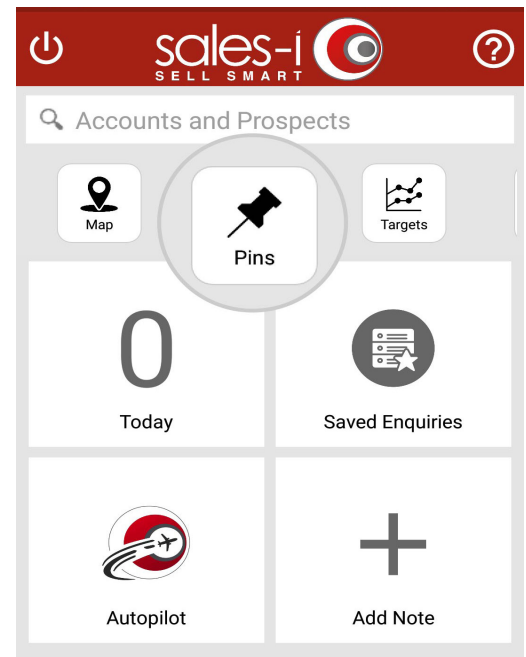 sales-i
SELL SMART
?
Accounts and Prospects
Map
Pins
Targets
0
Today
Saved Enquiries
Autopilot
Add Note